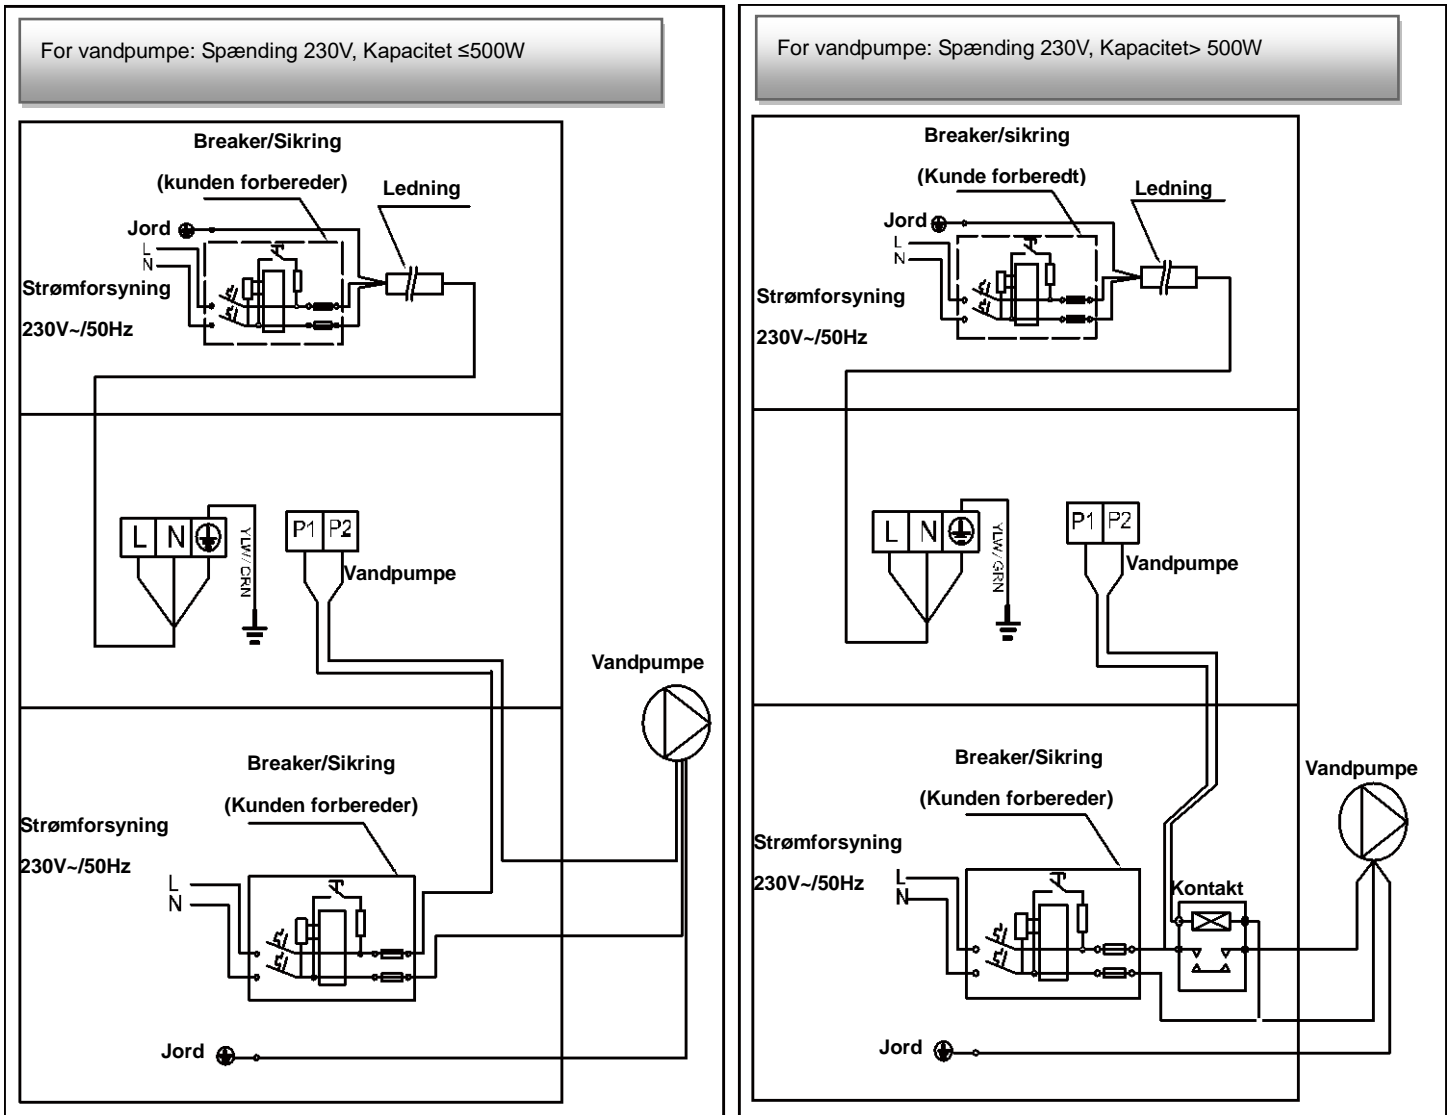 For vandpumpe: Spænding 230V, Kapacitet ≤500W
Breaker/Sikring
(kunden forbereder)
Ledning
Jord
L
N
Strømforsyning
230V~/50Hz
L N
YLW/CRN
P1 P2
Vandpumpe
Vandpumpe
Breaker/Sikring
(Kunden forbereder)
Strømforsyning
230V~/50Hz
L
N
Jord
For vandpumpe: Spænding 230V, Kapacitet> 500W
Breaker/sikring
(Kunde forberedt)
Ledning
Jord
L
N
Strømforsyning
230V~/50Hz
L N
YLW/GRN
P1 P2
Vandpumpe
Breaker/Sikring
Vandpumpe
(Kunden forbereder)
Strømforsyning
230V~/50Hz
L
N
Kontakt
Jord